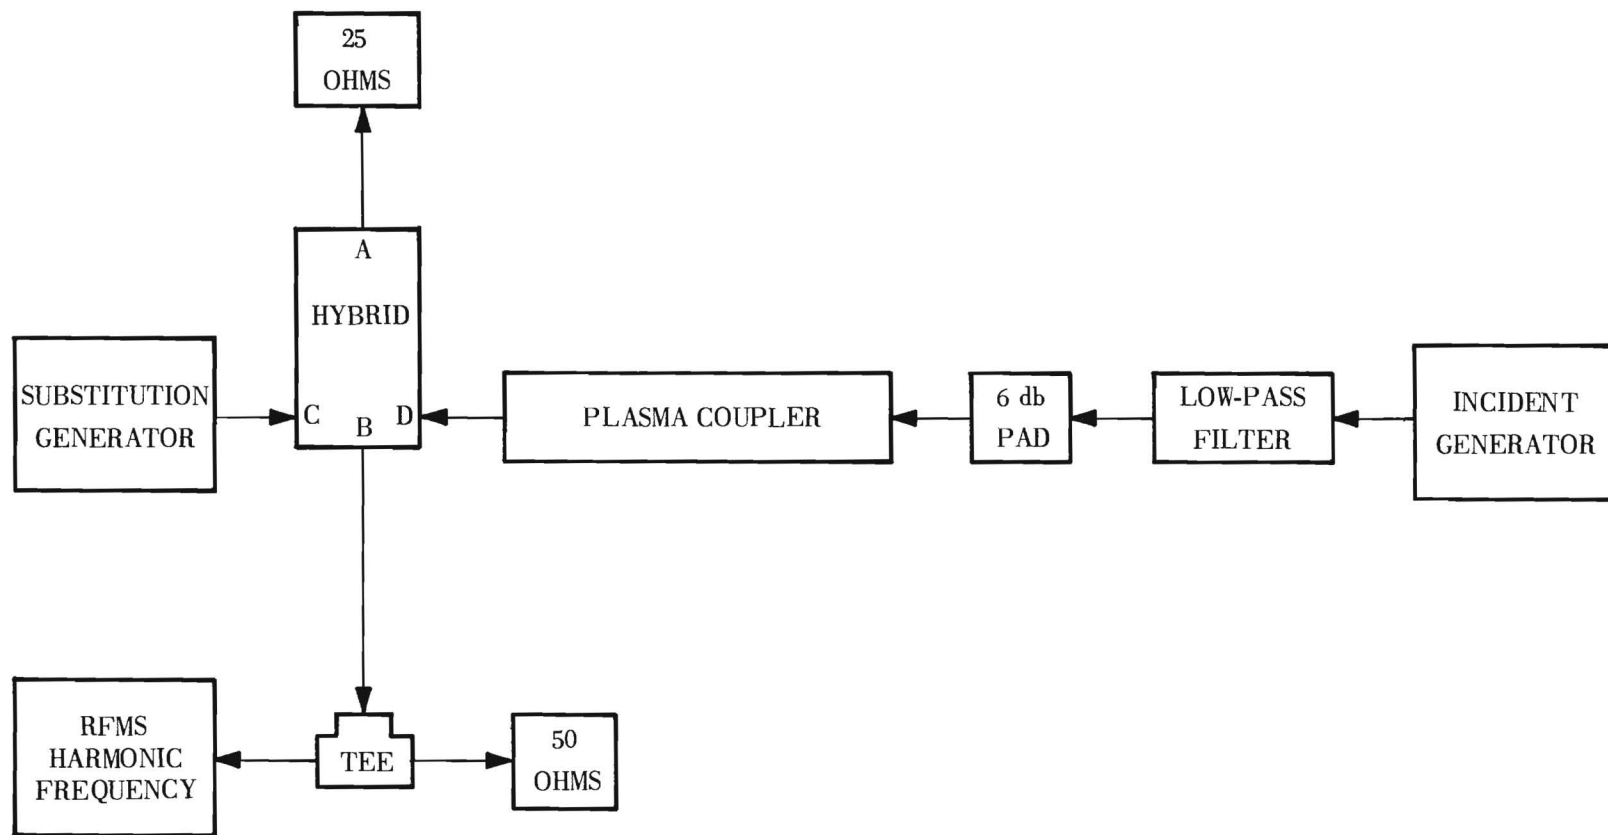 25
OHMS
A
HYBRID
C
B
D
SUBSTITUTION
GENERATOR
PLASMA COUPLER
6 db
PAD
LOW-PASS
FILTER
INCIDENT
GENERATOR
RFMS
HARMONIC
FREQUENCY
TEE
50
OHMS